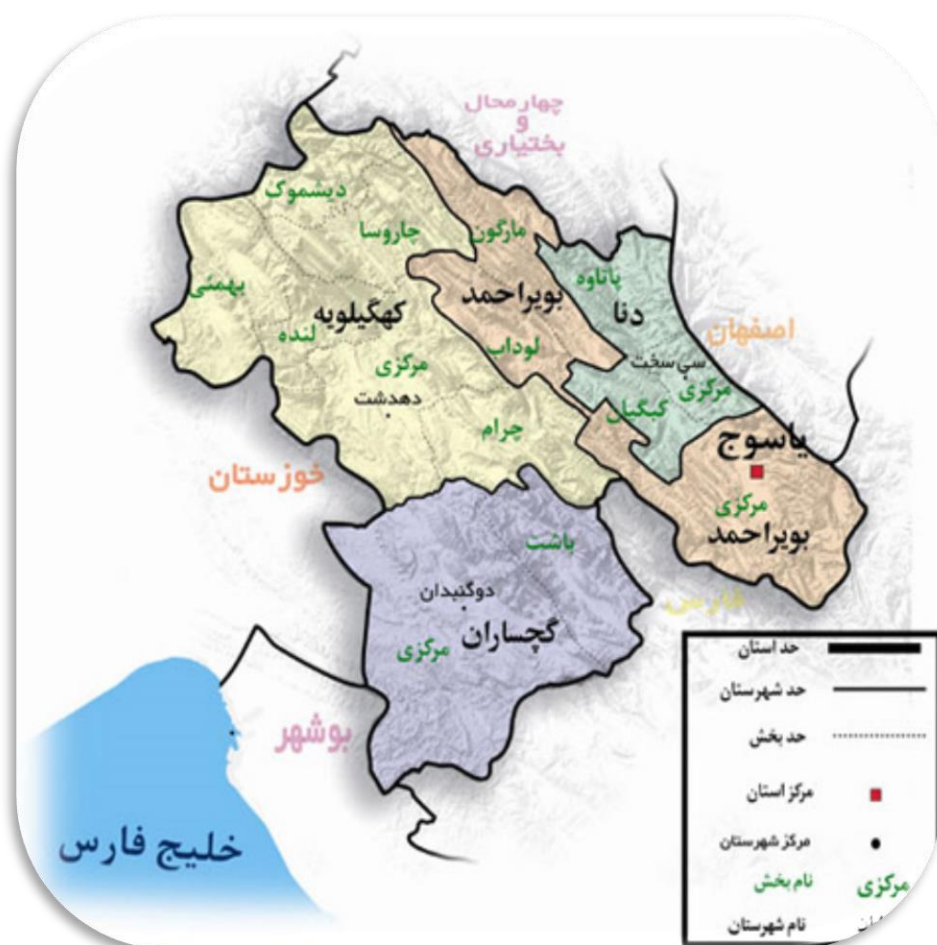 چهارمحال
و
بختیاری
دیشموک
چاروسا
مارگون
پاتاوه
بهمئی
کهگیلویه
بویراحمد
دنا
اصفهان
لنده
لوداب
سی سخت
مرکزی
مرکزی
دهدشت
کبگیان
چرام
یاسوج
خوزستان
مرکزی
بویراحمد
باشت
دوگنبدان
فارس
گچساران
مرکزی
بوشهر
خلیج فارس
حد استان
حد شهرستان
حد بخش
مرکز استان
مرکز شهرستان
نام بخش
مرکزی
نام شهرستان